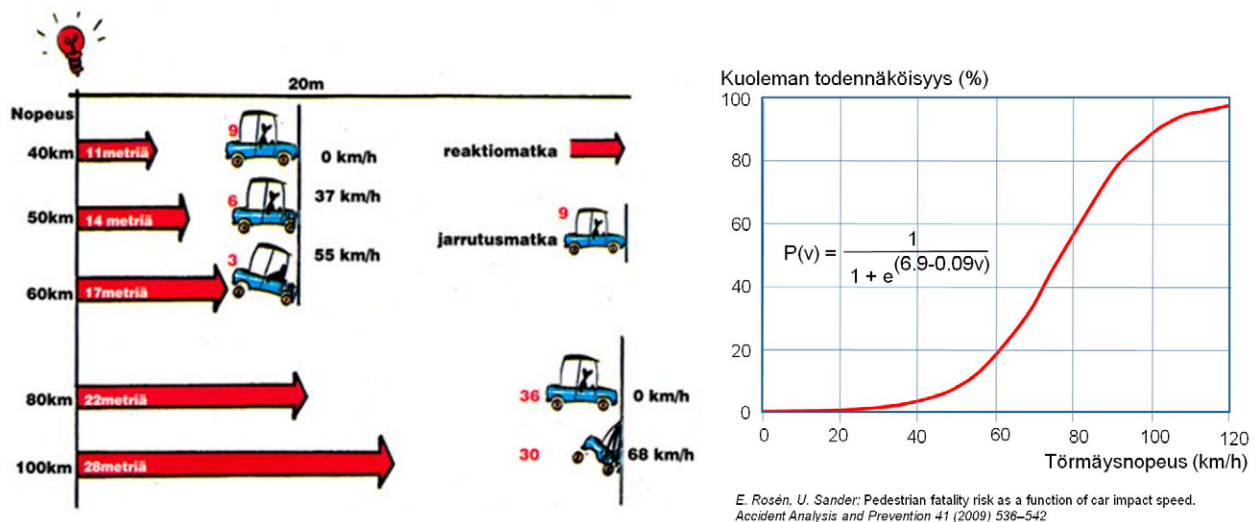 20m
Nopeus
40km
11metriä
9
0 km/h
50km
14 metriä
6
37 km/h
60km
17metriä
3
55 km/h
reaktiomatka
jarrutusmatka
9
80km
22metriä
36
0 km/h
100km
28metriä
30
68 km/h
Kuoleman todennäköisyys (%)
100
80
60
40
20
0
P(v) = 1
1 + e(6.9-0.09v)
0 20 40 60 80 100 120
Törmäysnopeus (km/h)
E. Rosén, U. Sander: Pedestrian fatality risk as a function of car impact speed.
Accident Analysis and Prevention 41 (2009) 536–542